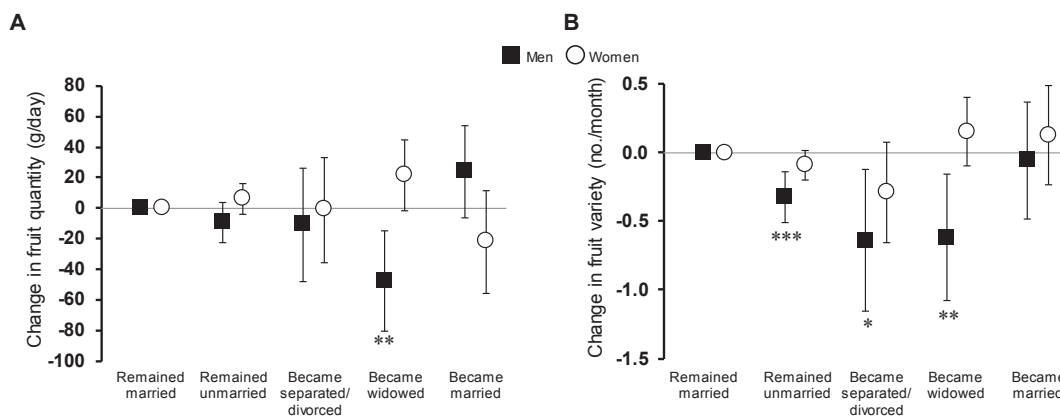 A
B
Men Women
Change in fruit quantity (g/day)
80
60
40
20
0
-20
-40
-60
-80
-100
**
Remained married
Remained unmarried
Became separated/ divorced
Became widowed
Became married
Change in fruit variety (no./month)
0.5
0.0
-0.5
-1.0
-1.5
***
*
**
Remained married
Remained unmarried
Became separated/ divorced
Became widowed
Became married